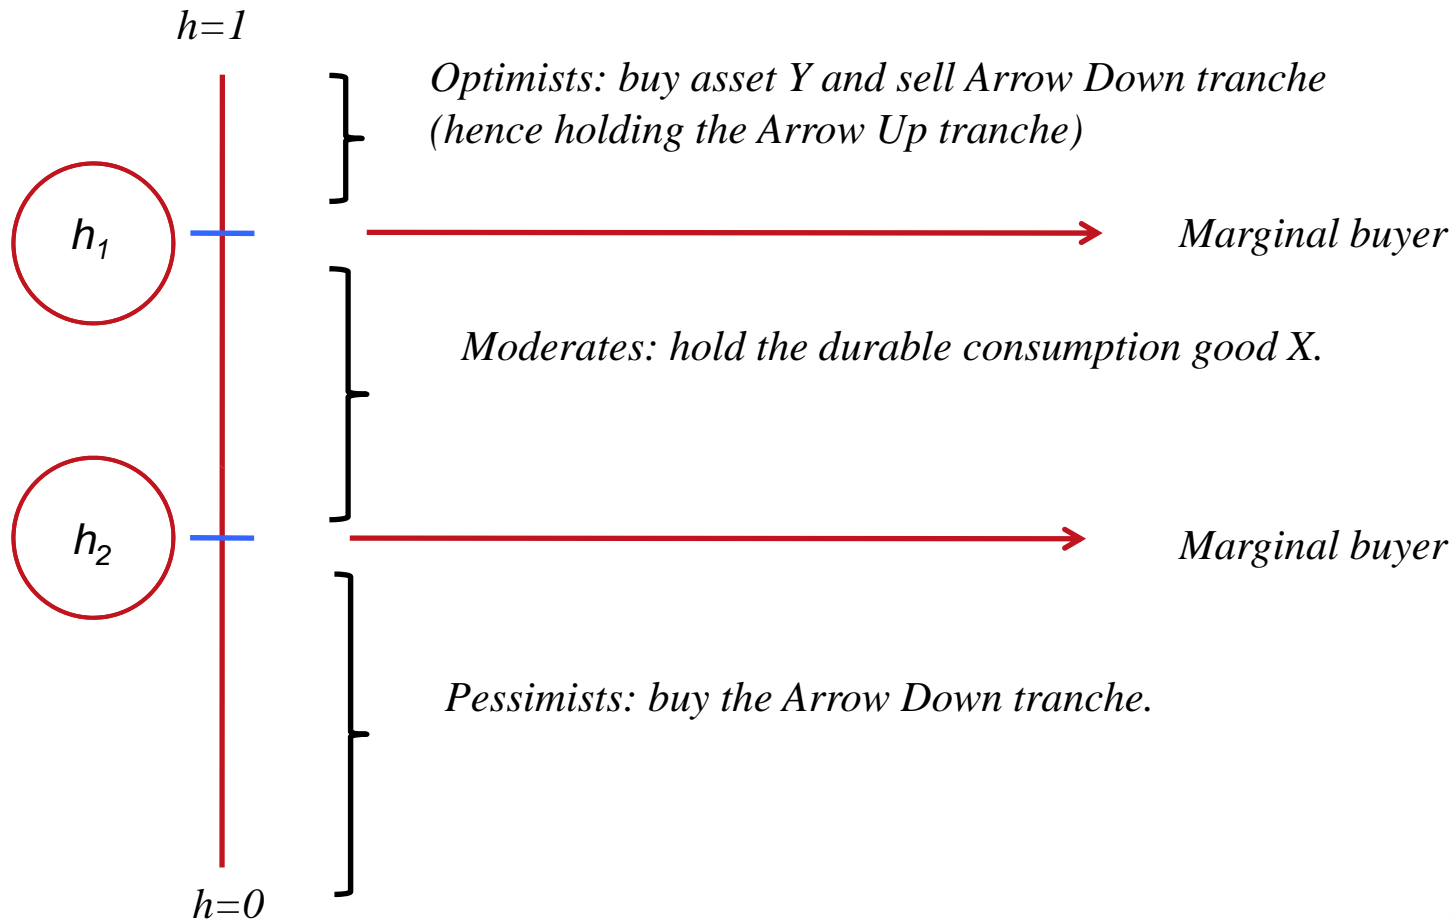 h=1
Optimists: buy asset Y and sell Arrow Down tranche
(hence holding the Arrow Up tranche)
h1
Marginal buyer
Moderates: hold the durable consumption good X.
h2
Marginal buyer
Pessimists: buy the Arrow Down tranche.
h=0